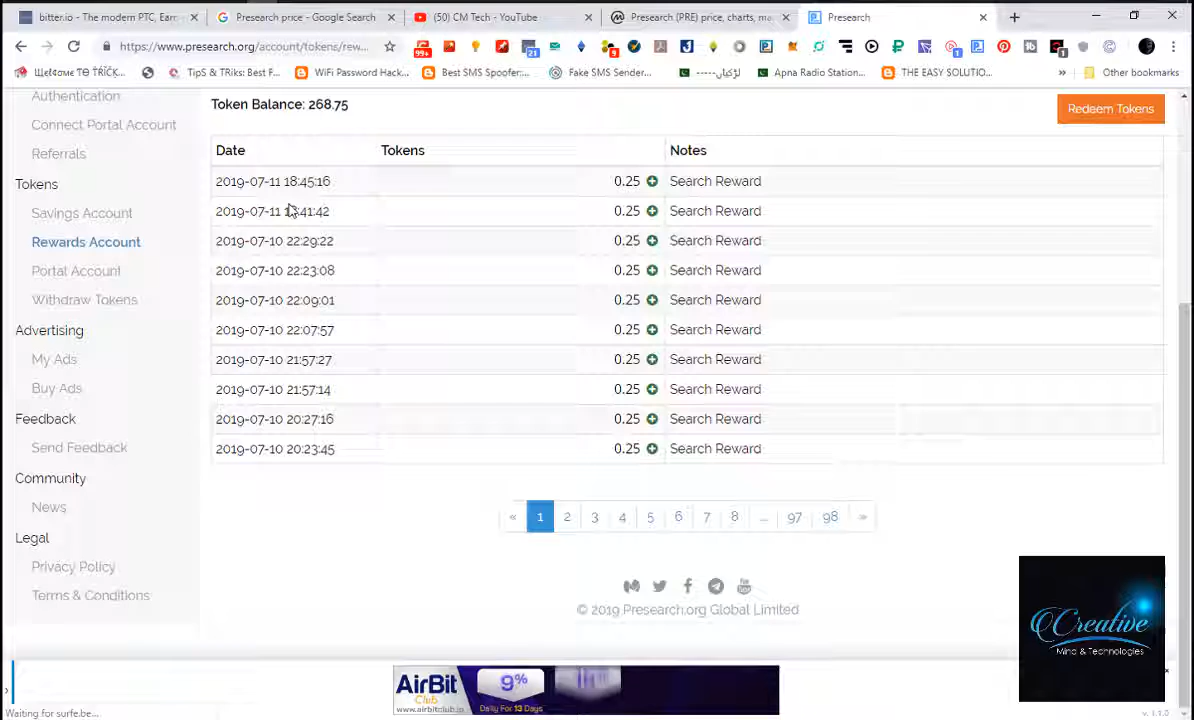 bitter.io - The modern PTC, Earn
Presearch price - Google Search
(50) CM Tech - YouTube
Presearch (PRE) price, charts, ma
Presearch
https://www.presearch.org/account/tokens/rew...
TipS & TRiks: Best F...
WiFi Password Hack...
Best SMS Spoofer:...
Fake SMS Sender...
لڑکیاں-----
Apna Radio Station...
THE EASY SOLUTIO...
Other bookmarks
Authentication
Connect Portal Account
Referrals
Tokens
Savings Account
Rewards Account
Portal Account
Withdraw Tokens
Advertising
My Ads
Buy Ads
Feedback
Send Feedback
Community
News
Legal
Privacy Policy
Terms & Conditions
Token Balance: 268.75
Redeem Tokens
Date Tokens Notes
2019-07-11 18:45:16 0.25 Search Reward
2019-07-11 :41:42 0.25 Search Reward
2019-07-10 22:29:22 0.25 Search Reward
2019-07-10 22:23:08 0.25 Search Reward
2019-07-10 22:09:01 0.25 Search Reward
2019-07-10 22:07:57 0.25 Search Reward
2019-07-10 21:57:27 0.25 Search Reward
2019-07-10 21:57:14 0.25 Search Reward
2019-07-10 20:27:16 0.25 Search Reward
2019-07-10 20:23:45 0.25 Search Reward
« 1 2 3 4 5 6 7 8 ... 97 98 »
© 2019 Presearch.org Global Limited
Creative
Mind & Technologies
AirBit
Club
www.airbitclub.io
9%
Daily For 13 Days
Waiting for surfe.be...